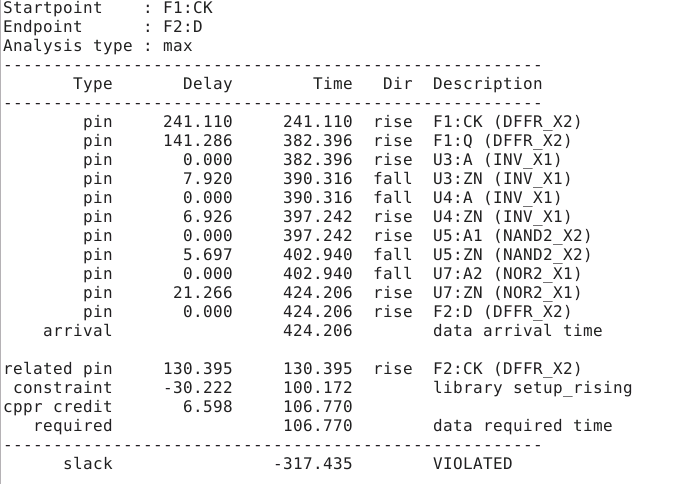 Startpoint    : F1:CK
Endpoint      : F2:D
Analysis type : max
------------------------------------------------------
       Type       Delay        Time   Dir  Description
------------------------------------------------------
        pin     241.110     241.110  rise  F1:CK (DFFR_X2)
        pin     141.286     382.396  rise  F1:Q (DFFR_X2)
        pin       0.000     382.396  rise  U3:A (INV_X1)
        pin       7.920     390.316  fall  U3:ZN (INV_X1)
        pin       0.000     390.316  fall  U4:A (INV_X1)
        pin       6.926     397.242  rise  U4:ZN (INV_X1)
        pin       0.000     397.242  rise  U5:A1 (NAND2_X2)
        pin       5.697     402.940  fall  U5:ZN (NAND2_X2)
        pin       0.000     402.940  fall  U7:A2 (NOR2_X1)
        pin      21.266     424.206  rise  U7:ZN (NOR2_X1)
        pin       0.000     424.206  rise  F2:D (DFFR_X2)
    arrival                 424.206        data arrival time

related pin     130.395     130.395  rise  F2:CK (DFFR_X2)
 constraint     -30.222     100.172        library setup_rising
cppr credit       6.598     106.770
   required                 106.770        data required time
------------------------------------------------------
      slack                -317.435        VIOLATED